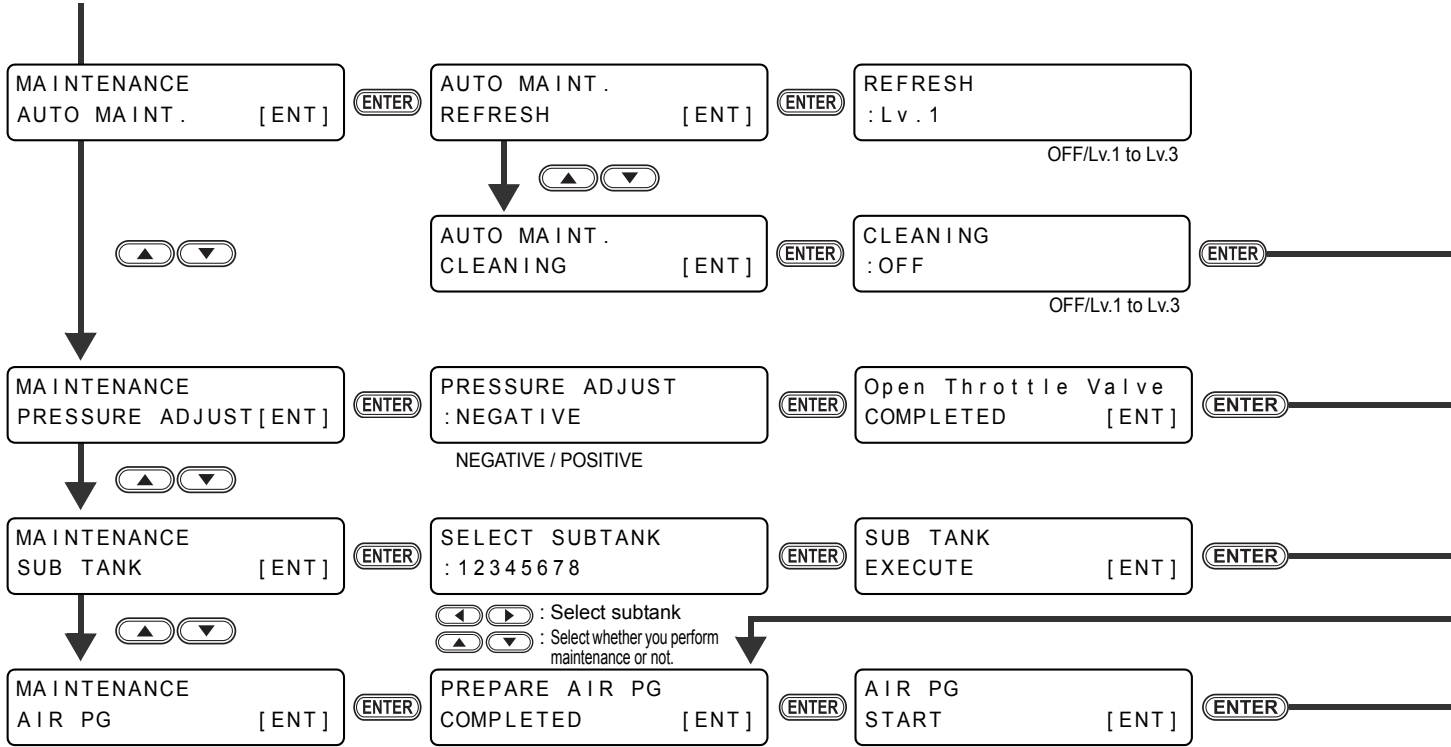 MAINTENANCE
AUTO MAINT. [ENT]
ENTER
AUTO MAINT.
REFRESH [ENT]
ENTER
REFRESH
:Lv.1
OFF/Lv.1 to Lv.3
AUTO MAINT.
CLEANING [ENT]
ENTER
CLEANING
:OFF
ENTER
OFF/Lv.1 to Lv.3
MAINTENANCE
PRESSURE ADJUST[ENT]
ENTER
PRESSURE ADJUST
:NEGATIVE
NEGATIVE / POSITIVE
ENTER
Open Throttle Valve
COMPLETED [ENT]
ENTER
MAINTENANCE
SUB TANK [ENT]
ENTER
SELECT SUBTANK
:12345678
ENTER
SUB TANK
EXECUTE [ENT]
ENTER
: Select subtank
: Select whether you perform
maintenance or not.
MAINTENANCE
AIR PG [ENT]
ENTER
PREPARE AIR PG
COMPLETED [ENT]
ENTER
AIR PG
START [ENT]
ENTER